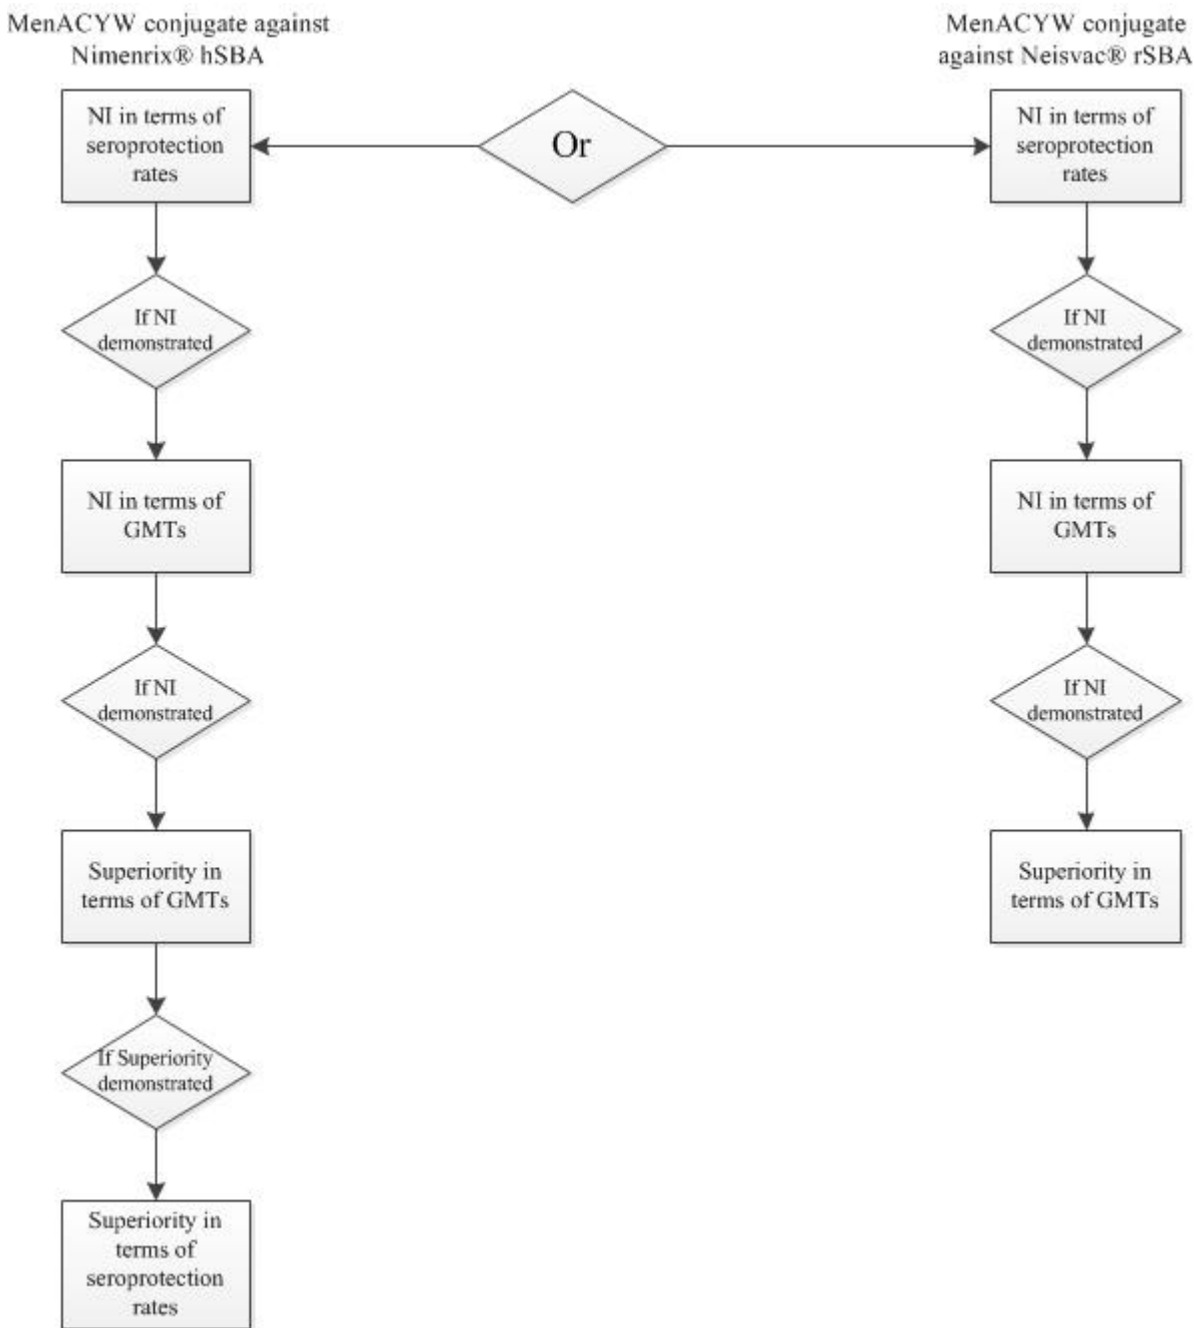 MenACYW conjugate against
Nimenrix® hSBA
MenACYW conjugate
against Neisvac® rSBA
NI in terms of
seroprotection
rates
Or
NI in terms of
seroprotection
rates
If NI
demonstrated
If NI
demonstrated
NI in terms of
GMTs
NI in terms of
GMTs
If NI
demonstrated
If NI
demonstrated
Superiority in
terms of GMTs
Superiority in
terms of GMTs
If Superiority
demonstrated
Superiority in
terms of
seroprotection
rates